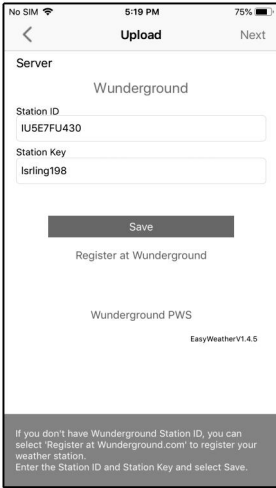 No SIM 5:19 PM 75%
Upload Next
Server
Wunderground
Station ID
IU5E7FU430
Station Key
lsrling198
Save
Register at Wunderground
Wunderground PWS
EasyWeatherV1.4.5
If you don't have Wunderground Station ID, you can
select 'Register at Wunderground.com' to register your
weather station.
Enter the Station ID and Station Key and select Save.